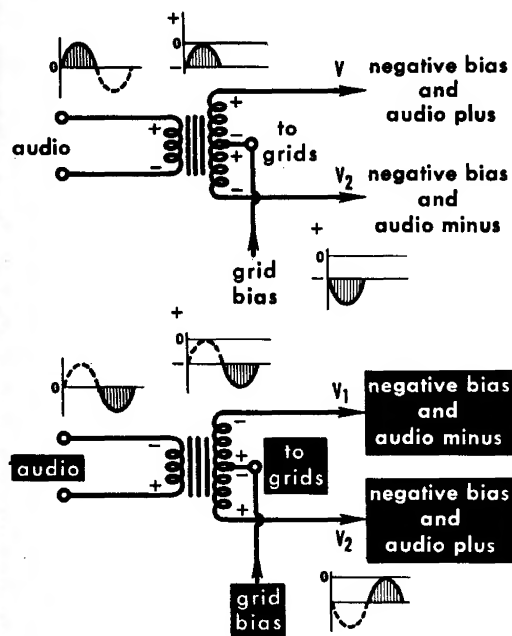 +
0
0
−
V
negative bias
and
audio plus
+
+
−
audio
to
grids
−
+
−
V2
negative bias
and
audio minus
grid
bias
+
0
−
+
0
0
−
V1
negative bias
and
audio minus
−
−
+
audio
to
grids
+
−
+
V2
negative bias
and
audio plus
grid
bias
+
0
−